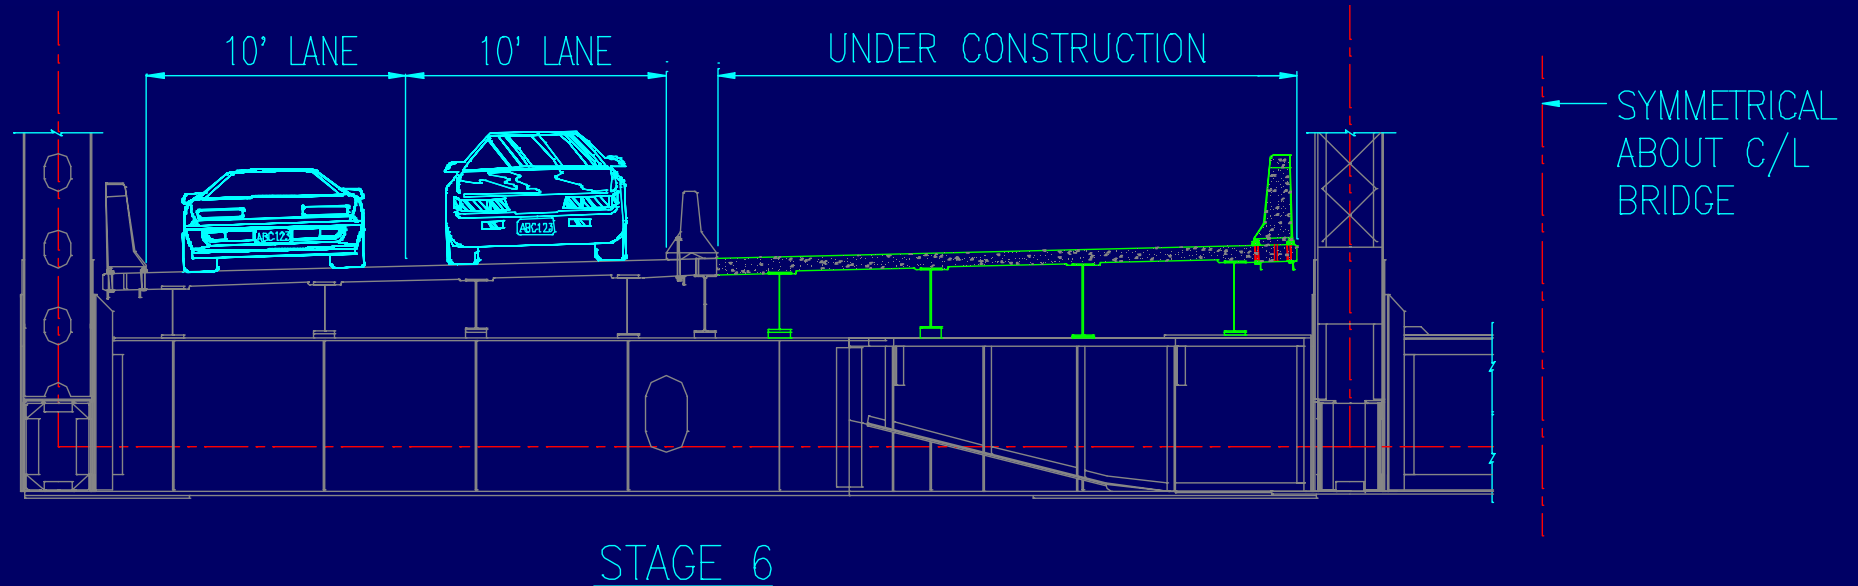 10' LANE
10' LANE
UNDER CONSTRUCTION
SYMMETRICAL
ABOUT C/L
BRIDGE
ABC123
ABC123
STAGE 6